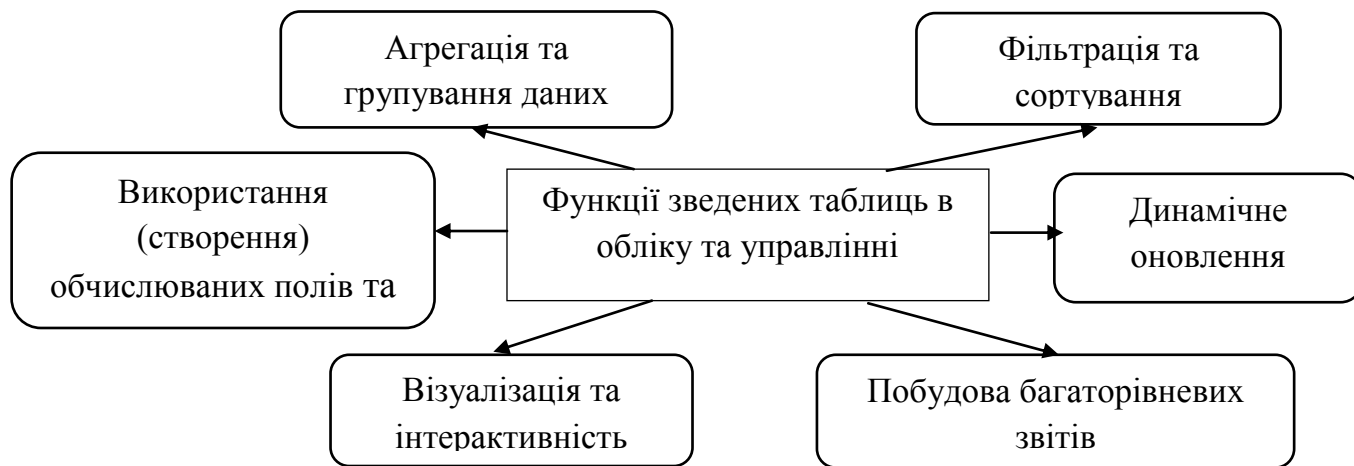 Агрегація та
групування даних
Фільтрація та
сортування
Використання
(створення)
обчислюваних полів та
Функції зведених таблиць в
обліку та управлінні
Динамічне
оновлення
Візуалізація та
інтерактивність
Побудова багаторівневих
звітів